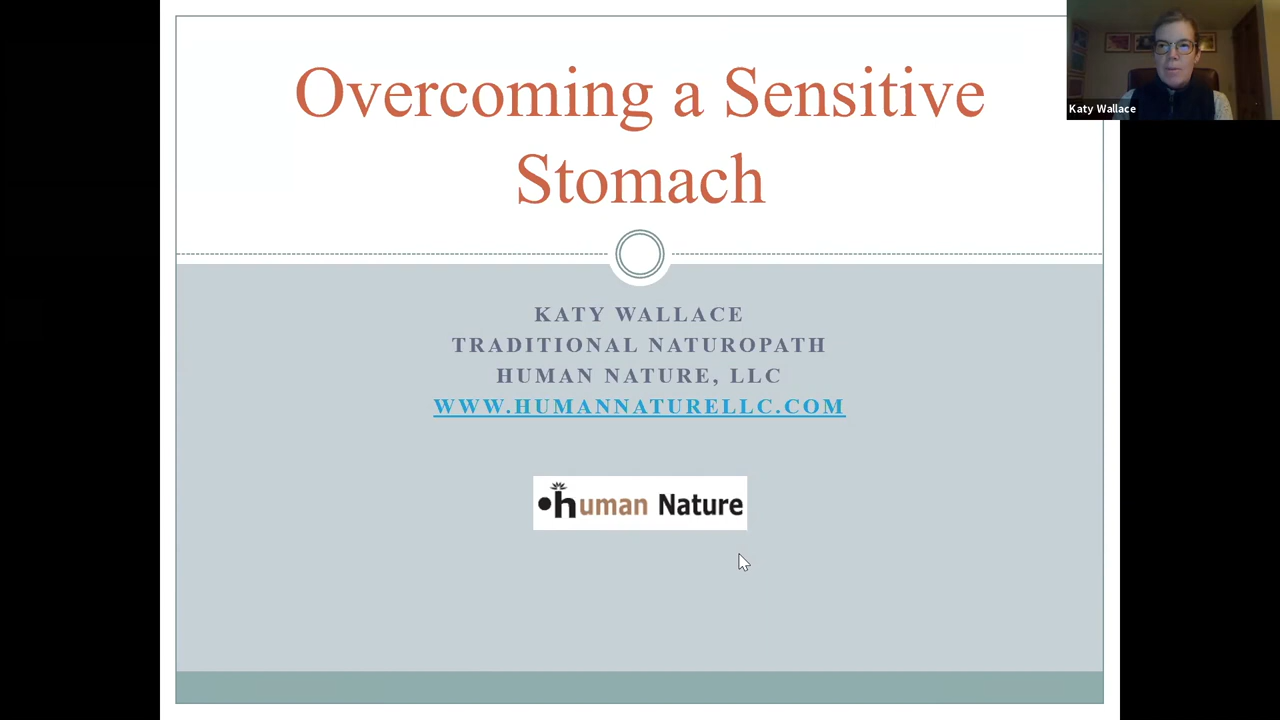 Overcoming a Sensitive
Stomach
Katy Wallace
KATY WALLACE
TRADITIONAL NATUROPATH
HUMAN NATURE, LLC
WWW.HUMANNATURELLC.COM
human Nature